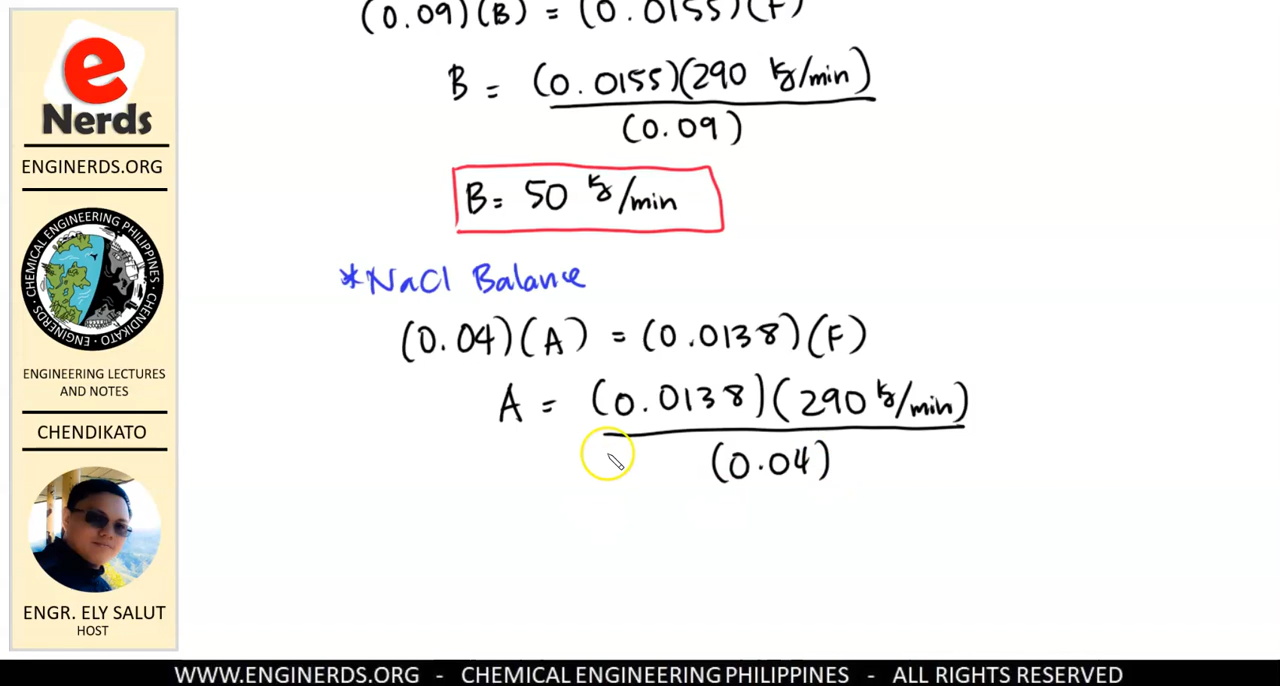 e
Nerds
ENGINERDS.ORG
CHEMICAL ENGINEERING PHILIPPINES
CHENDIKATO - ENGINERDS
ENGINEERING LECTURES
AND NOTES
CHENDIKATO
ENGR. ELY SALUT
HOST
(0.09)(B) = (0.0155)(F)
B = (0.0155)(290 kg/min)
(0.09)
B = 50 kg/min
*NaCl Balance
(0.04)(A) = (0.0138)(F)
A = (0.0138)(290 kg/min)
(0.04)
WWW.ENGINERDS.ORG - CHEMICAL ENGINEERING PHILIPPINES - ALL RIGHTS RESERVED